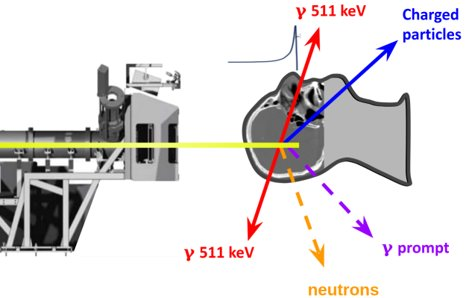 γ 511 keV
Charged
particles
γ 511 keV
γ prompt
neutrons